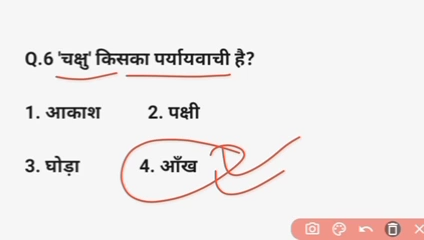 Q.6 'चक्षु' किसका पर्यायवाची है?
1. आकाश 2. पक्षी
3. घोड़ा 4. आँख